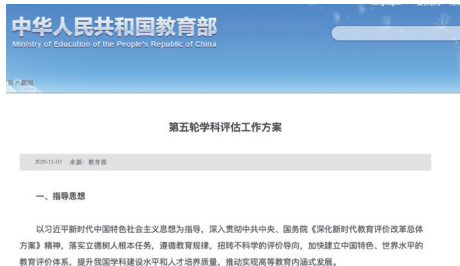 中华人民共和国教育部
Ministry of Education of the People's Republic of China
新闻
第五轮学科评估工作方案
2020-11-03 来源：教育部
一、指导思想
以习近平新时代中国特色社会主义思想为指导，深入贯彻中共中央、国务院《深化新时代教育评价改革总体
方案》精神，落实立德树人根本任务，遵循教育规律，扭转不科学的评价导向，加快建立中国特色、世界水平的
教育评价体系，提升我国学科建设水平和人才培养质量，推动实现高等教育内涵式发展。